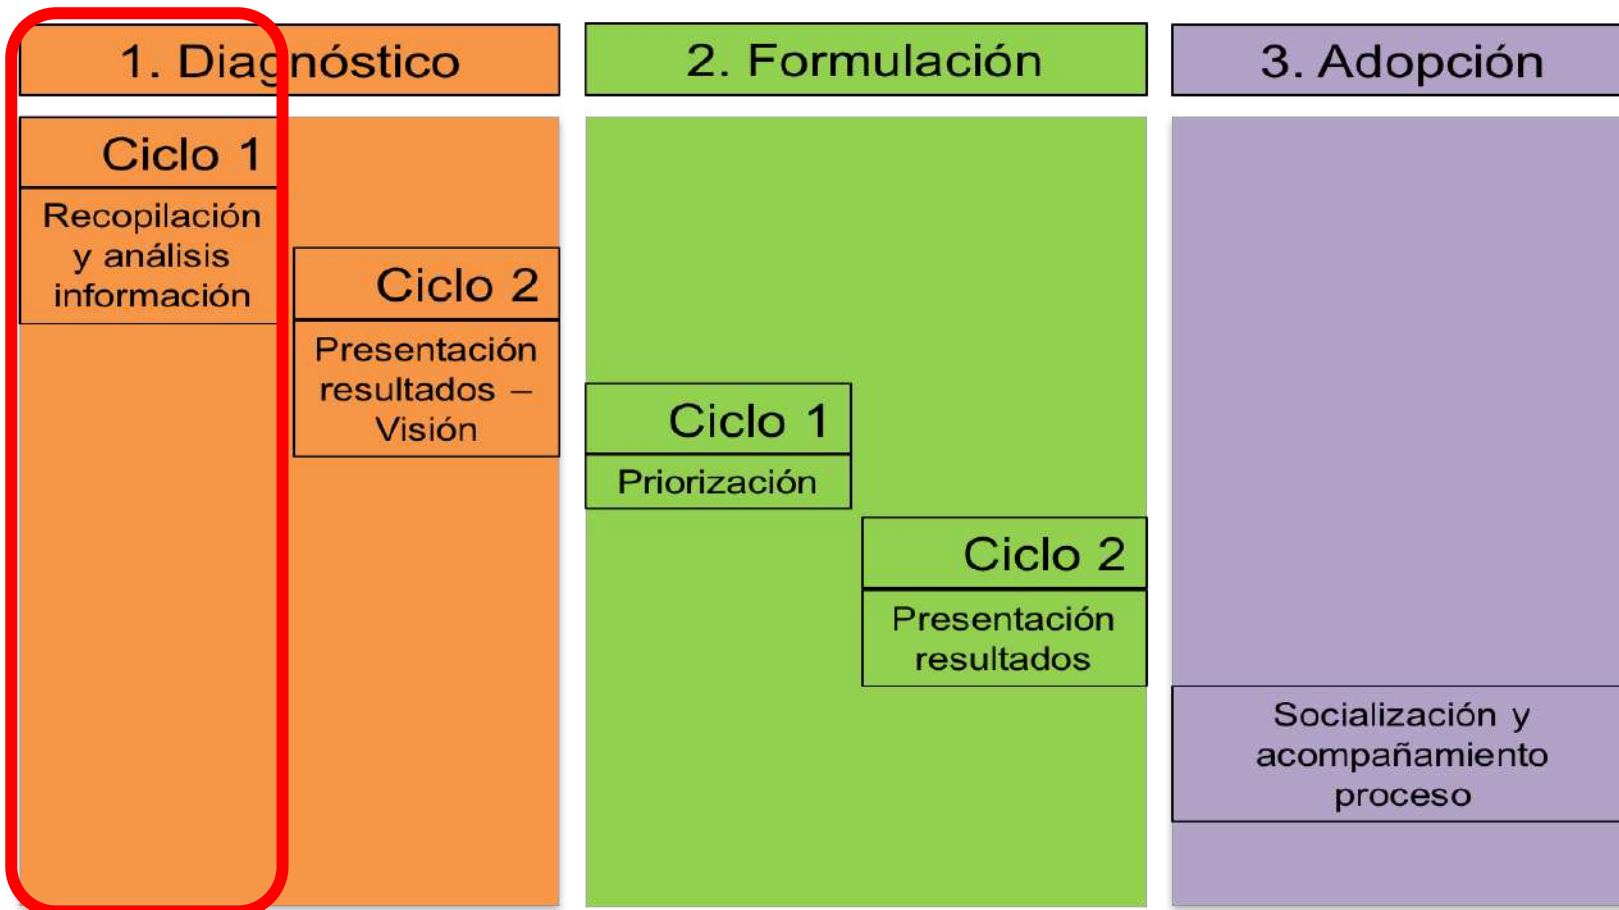 1. Diagnóstico
2. Formulación
3. Adopción
Ciclo 1
Recopilación
y análisis
información
Ciclo 2
Presentación
resultados –
Visión
Ciclo 1
Priorización
Ciclo 2
Presentación
resultados
Socialización y
acompañamiento
proceso